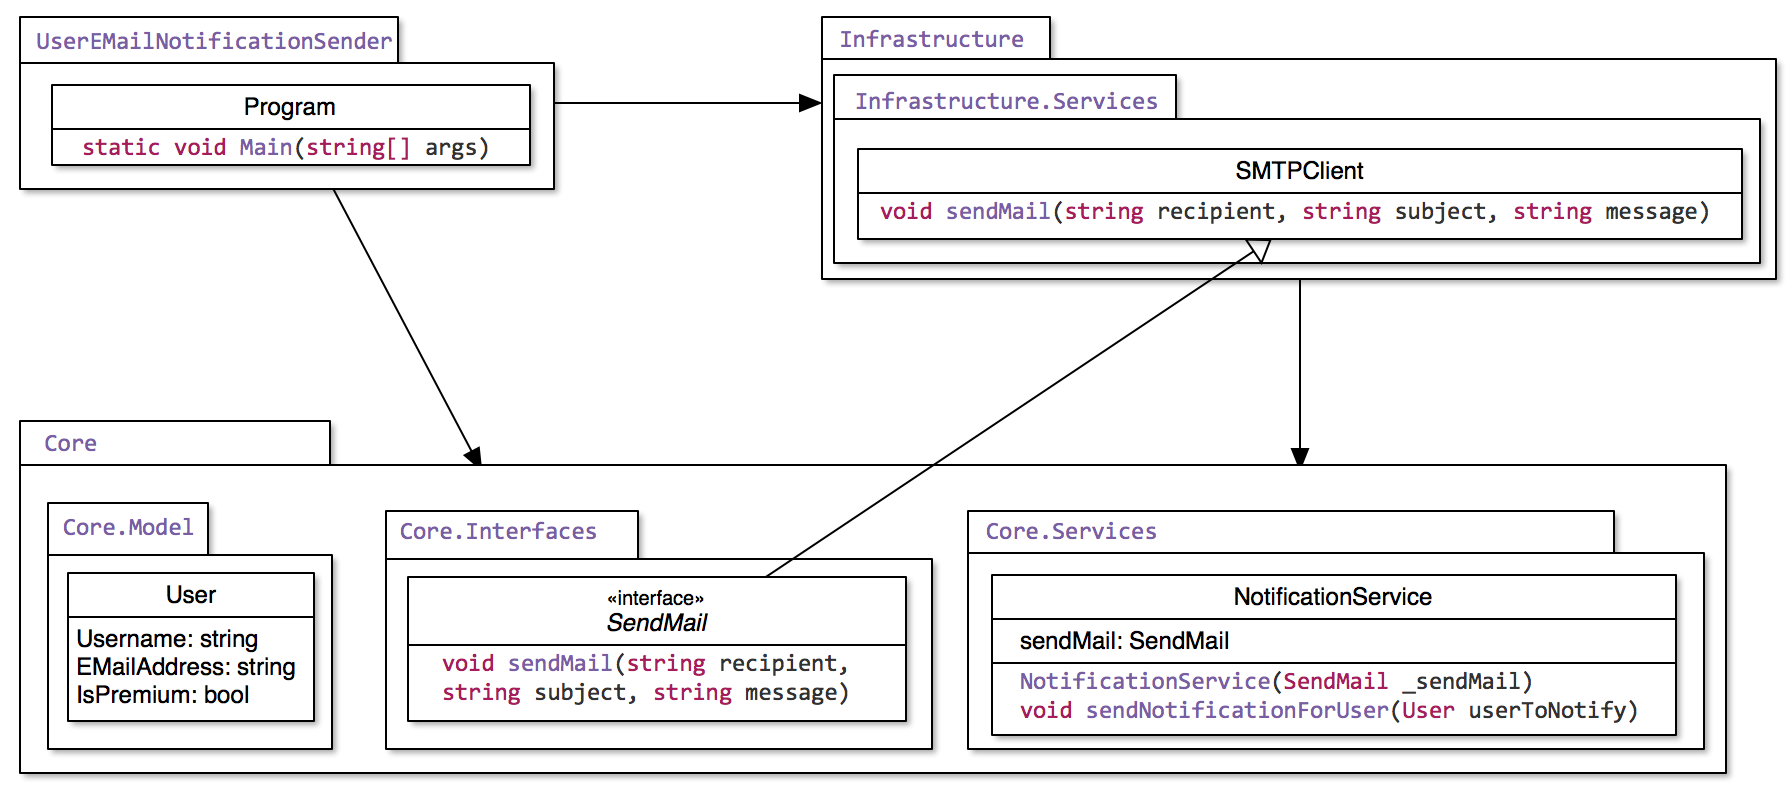 UserEMailNotificationSender
Program
static void Main(string[] args)
Infrastructure
Infrastructure.Services
SMTPClient
void sendMail(string recipient, string subject, string message)
Core
Core.Model
User
Username: string
EMailAddress: string
IsPremium: bool
Core.Interfaces
«interface»
SendMail
void sendMail(string recipient,
string subject, string message)
Core.Services
NotificationService
sendMail: SendMail
NotificationService(SendMail _sendMail)
void sendNotificationForUser(User userToNotify)